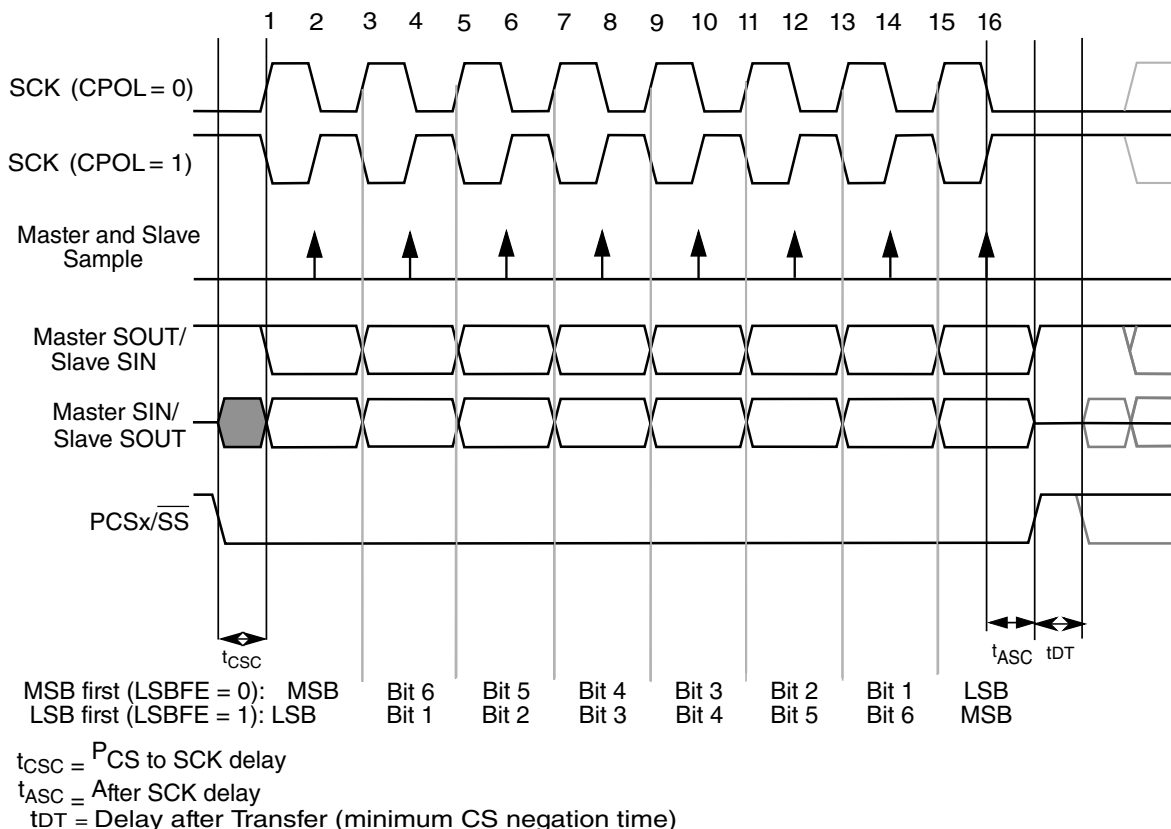 1 2 3 4 5 6 7 8 9 10 11 12 13 14 15 16
SCK (CPOL = 0)
SCK (CPOL = 1)
Master and Slave
Sample
Master SOUT/
Slave SIN
Master SIN/
Slave SOUT
PCSx/SS
tCSC
tASC
tDT
MSB first (LSBFE = 0): MSB Bit 6 Bit 5 Bit 4 Bit 3 Bit 2 Bit 1 LSB
LSB first (LSBFE = 1): LSB Bit 1 Bit 2 Bit 3 Bit 4 Bit 5 Bit 6 MSB
tCSC = PCS to SCK delay
tASC = After SCK delay
tDT = Delay after Transfer (minimum CS negation time)